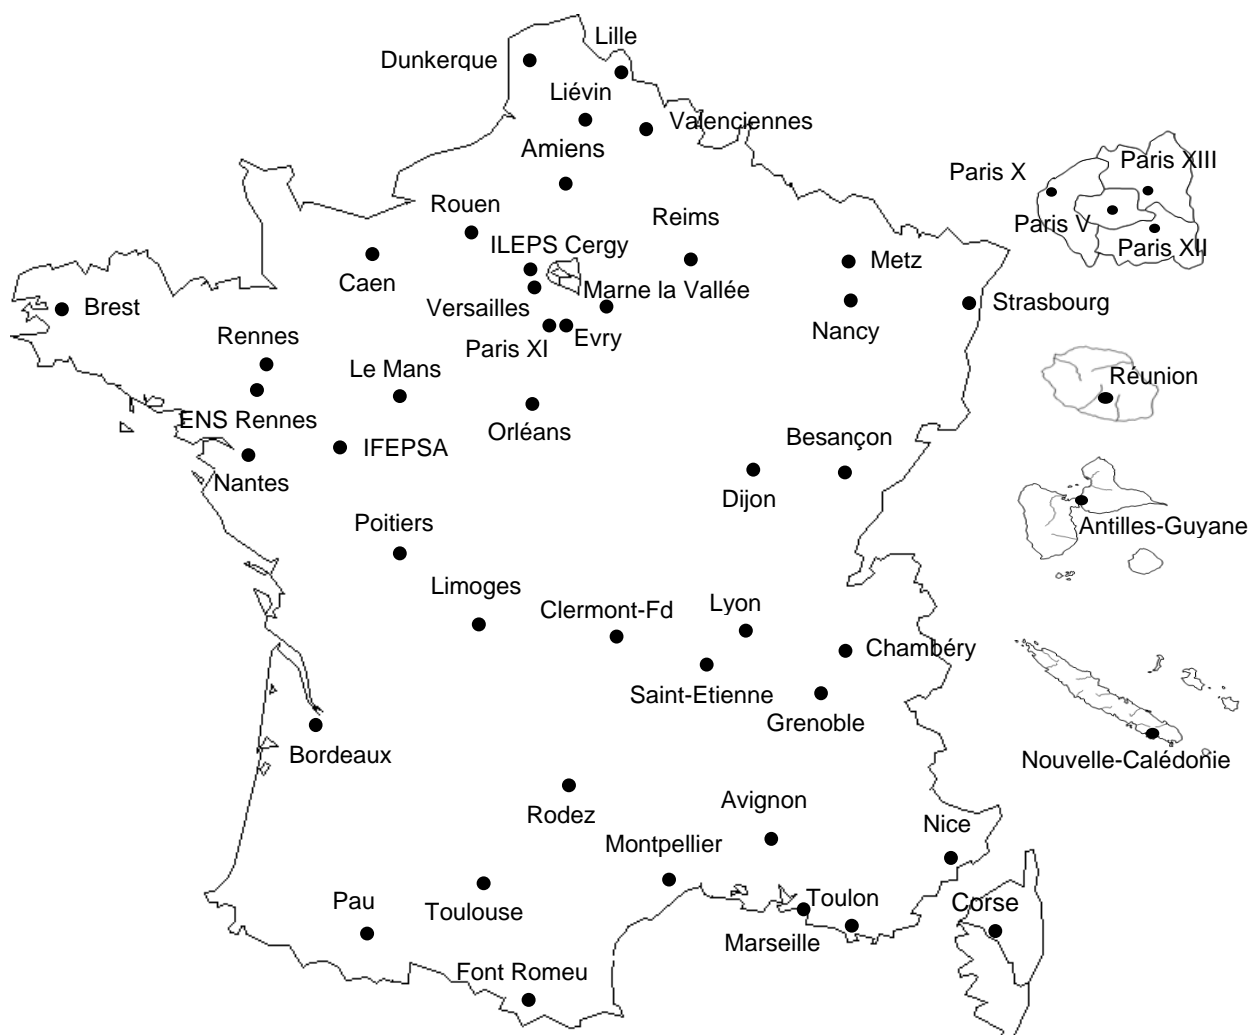 Lille
Dunkerque
Liévin
Valenciennes
Amiens
Paris XIII
Paris X
Rouen
Reims
Paris V
ILEPS Cergy
Paris XII
Caen
Metz
Marne la Vallée
Versailles
Strasbourg
Brest
Nancy
Rennes
Paris XI
Evry
Le Mans
Réunion
ENS Rennes
Orléans
Besançon
IFEPSA
Nantes
Dijon
Poitiers
Antilles-Guyane
Limoges
Clermont-Fd
Lyon
Chambéry
Saint-Etienne
Grenoble
Bordeaux
Nouvelle-Calédonie
Avignon
Rodez
Nice
Montpellier
Pau
Toulouse
Toulon
Corse
Marseille
Font Romeu